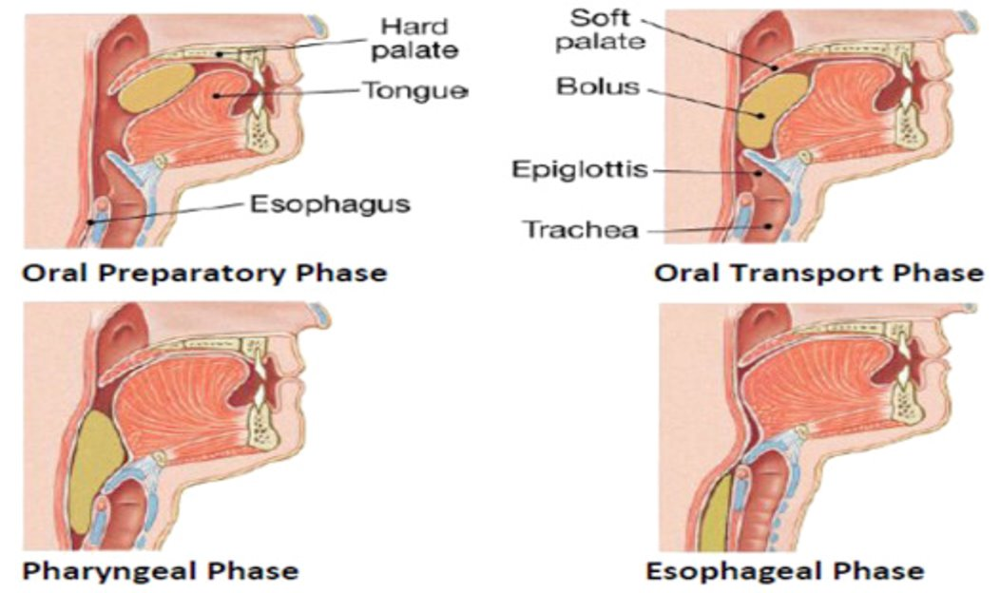 Hard
palate
Tongue
Esophagus
Oral Preparatory Phase
Soft
palate
Bolus
Epiglottis
Trachea
Oral Transport Phase
Pharyngeal Phase
Esophageal Phase